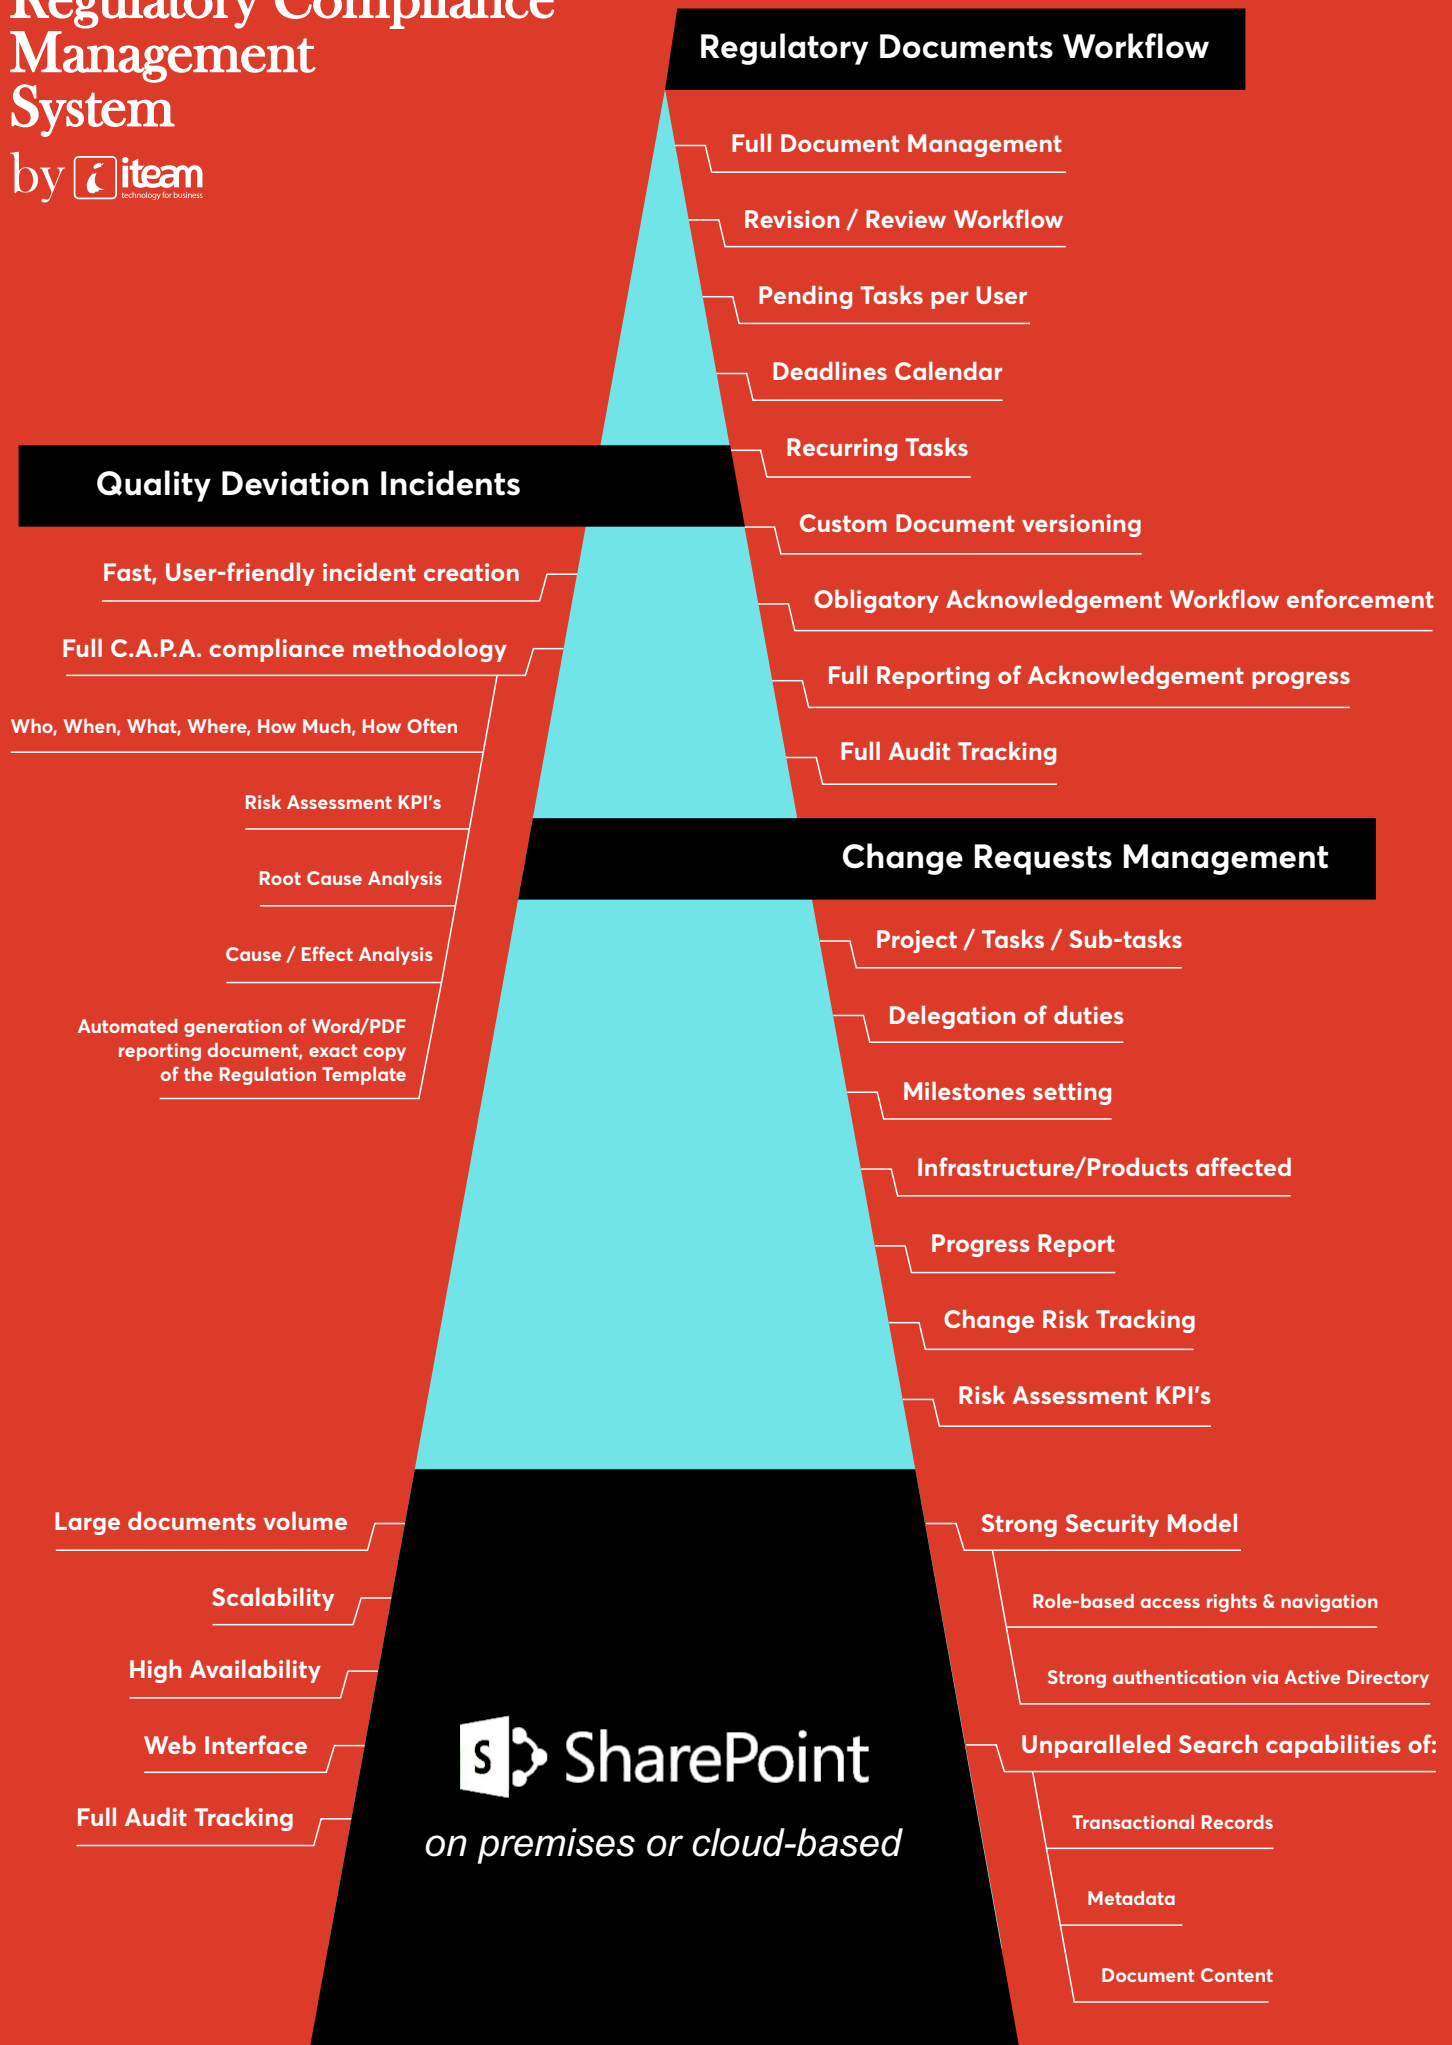 Regulatory Compliance
Management
System
by iteam
technology for business
Regulatory Documents Workflow
Full Document Management
Revision / Review Workflow
Pending Tasks per User
Deadlines Calendar
Recurring Tasks
Custom Document versioning
Obligatory Acknowledgement Workflow enforcement
Full Reporting of Acknowledgement progress
Full Audit Tracking
Quality Deviation Incidents
Fast, User-friendly incident creation
Full C.A.P.A. compliance methodology
Who, When, What, Where, How Much, How Often
Risk Assessment KPI's
Root Cause Analysis
Cause / Effect Analysis
Automated generation of Word/PDF
reporting document, exact copy
of the Regulation Template
Change Requests Management
Project / Tasks / Sub-tasks
Delegation of duties
Milestones setting
Infrastructure/Products affected
Progress Report
Change Risk Tracking
Risk Assessment KPI's
Large documents volume
Scalability
High Availability
Web Interface
Full Audit Tracking
S SharePoint
on premises or cloud-based
Strong Security Model
Role-based access rights & navigation
Strong authentication via Active Directory
Unparalleled Search capabilities of:
Transactional Records
Metadata
Document Content